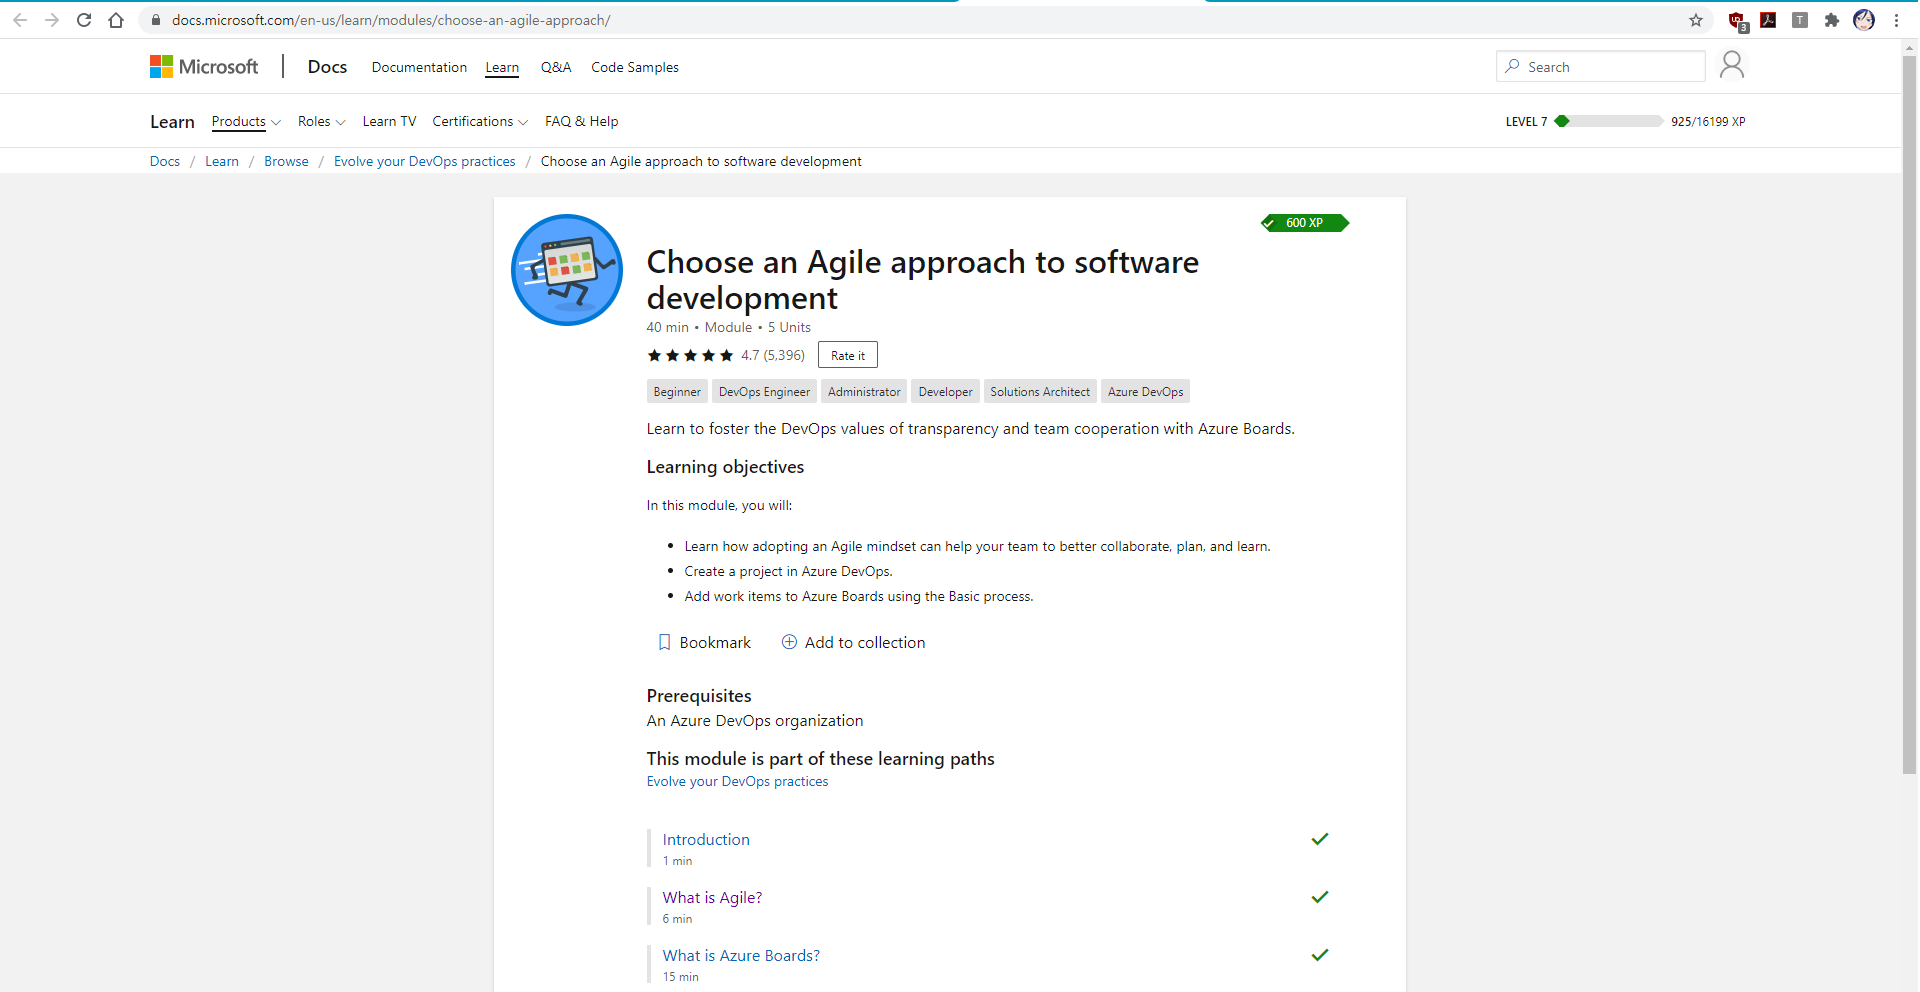 docs.microsoft.com/en-us/learn/modules/choose-an-agile-approach/
3
T
Microsoft
Docs
Documentation
Learn
Q&A
Code Samples
Search
Learn
Products
Roles
Learn TV
Certifications
FAQ & Help
LEVEL 7
925/16199 XP
Docs / Learn / Browse / Evolve your DevOps practices / Choose an Agile approach to software development
600 XP
Choose an Agile approach to software
development
40 min • Module • 5 Units
4.7 (5,396)
Rate it
Beginner
DevOps Engineer
Administrator
Developer
Solutions Architect
Azure DevOps
Learn to foster the DevOps values of transparency and team cooperation with Azure Boards.
Learning objectives
In this module, you will:
• Learn how adopting an Agile mindset can help your team to better collaborate, plan, and learn.
• Create a project in Azure DevOps.
• Add work items to Azure Boards using the Basic process.
Bookmark
Add to collection
Prerequisites
An Azure DevOps organization
This module is part of these learning paths
Evolve your DevOps practices
Introduction
1 min
What is Agile?
6 min
What is Azure Boards?
15 min